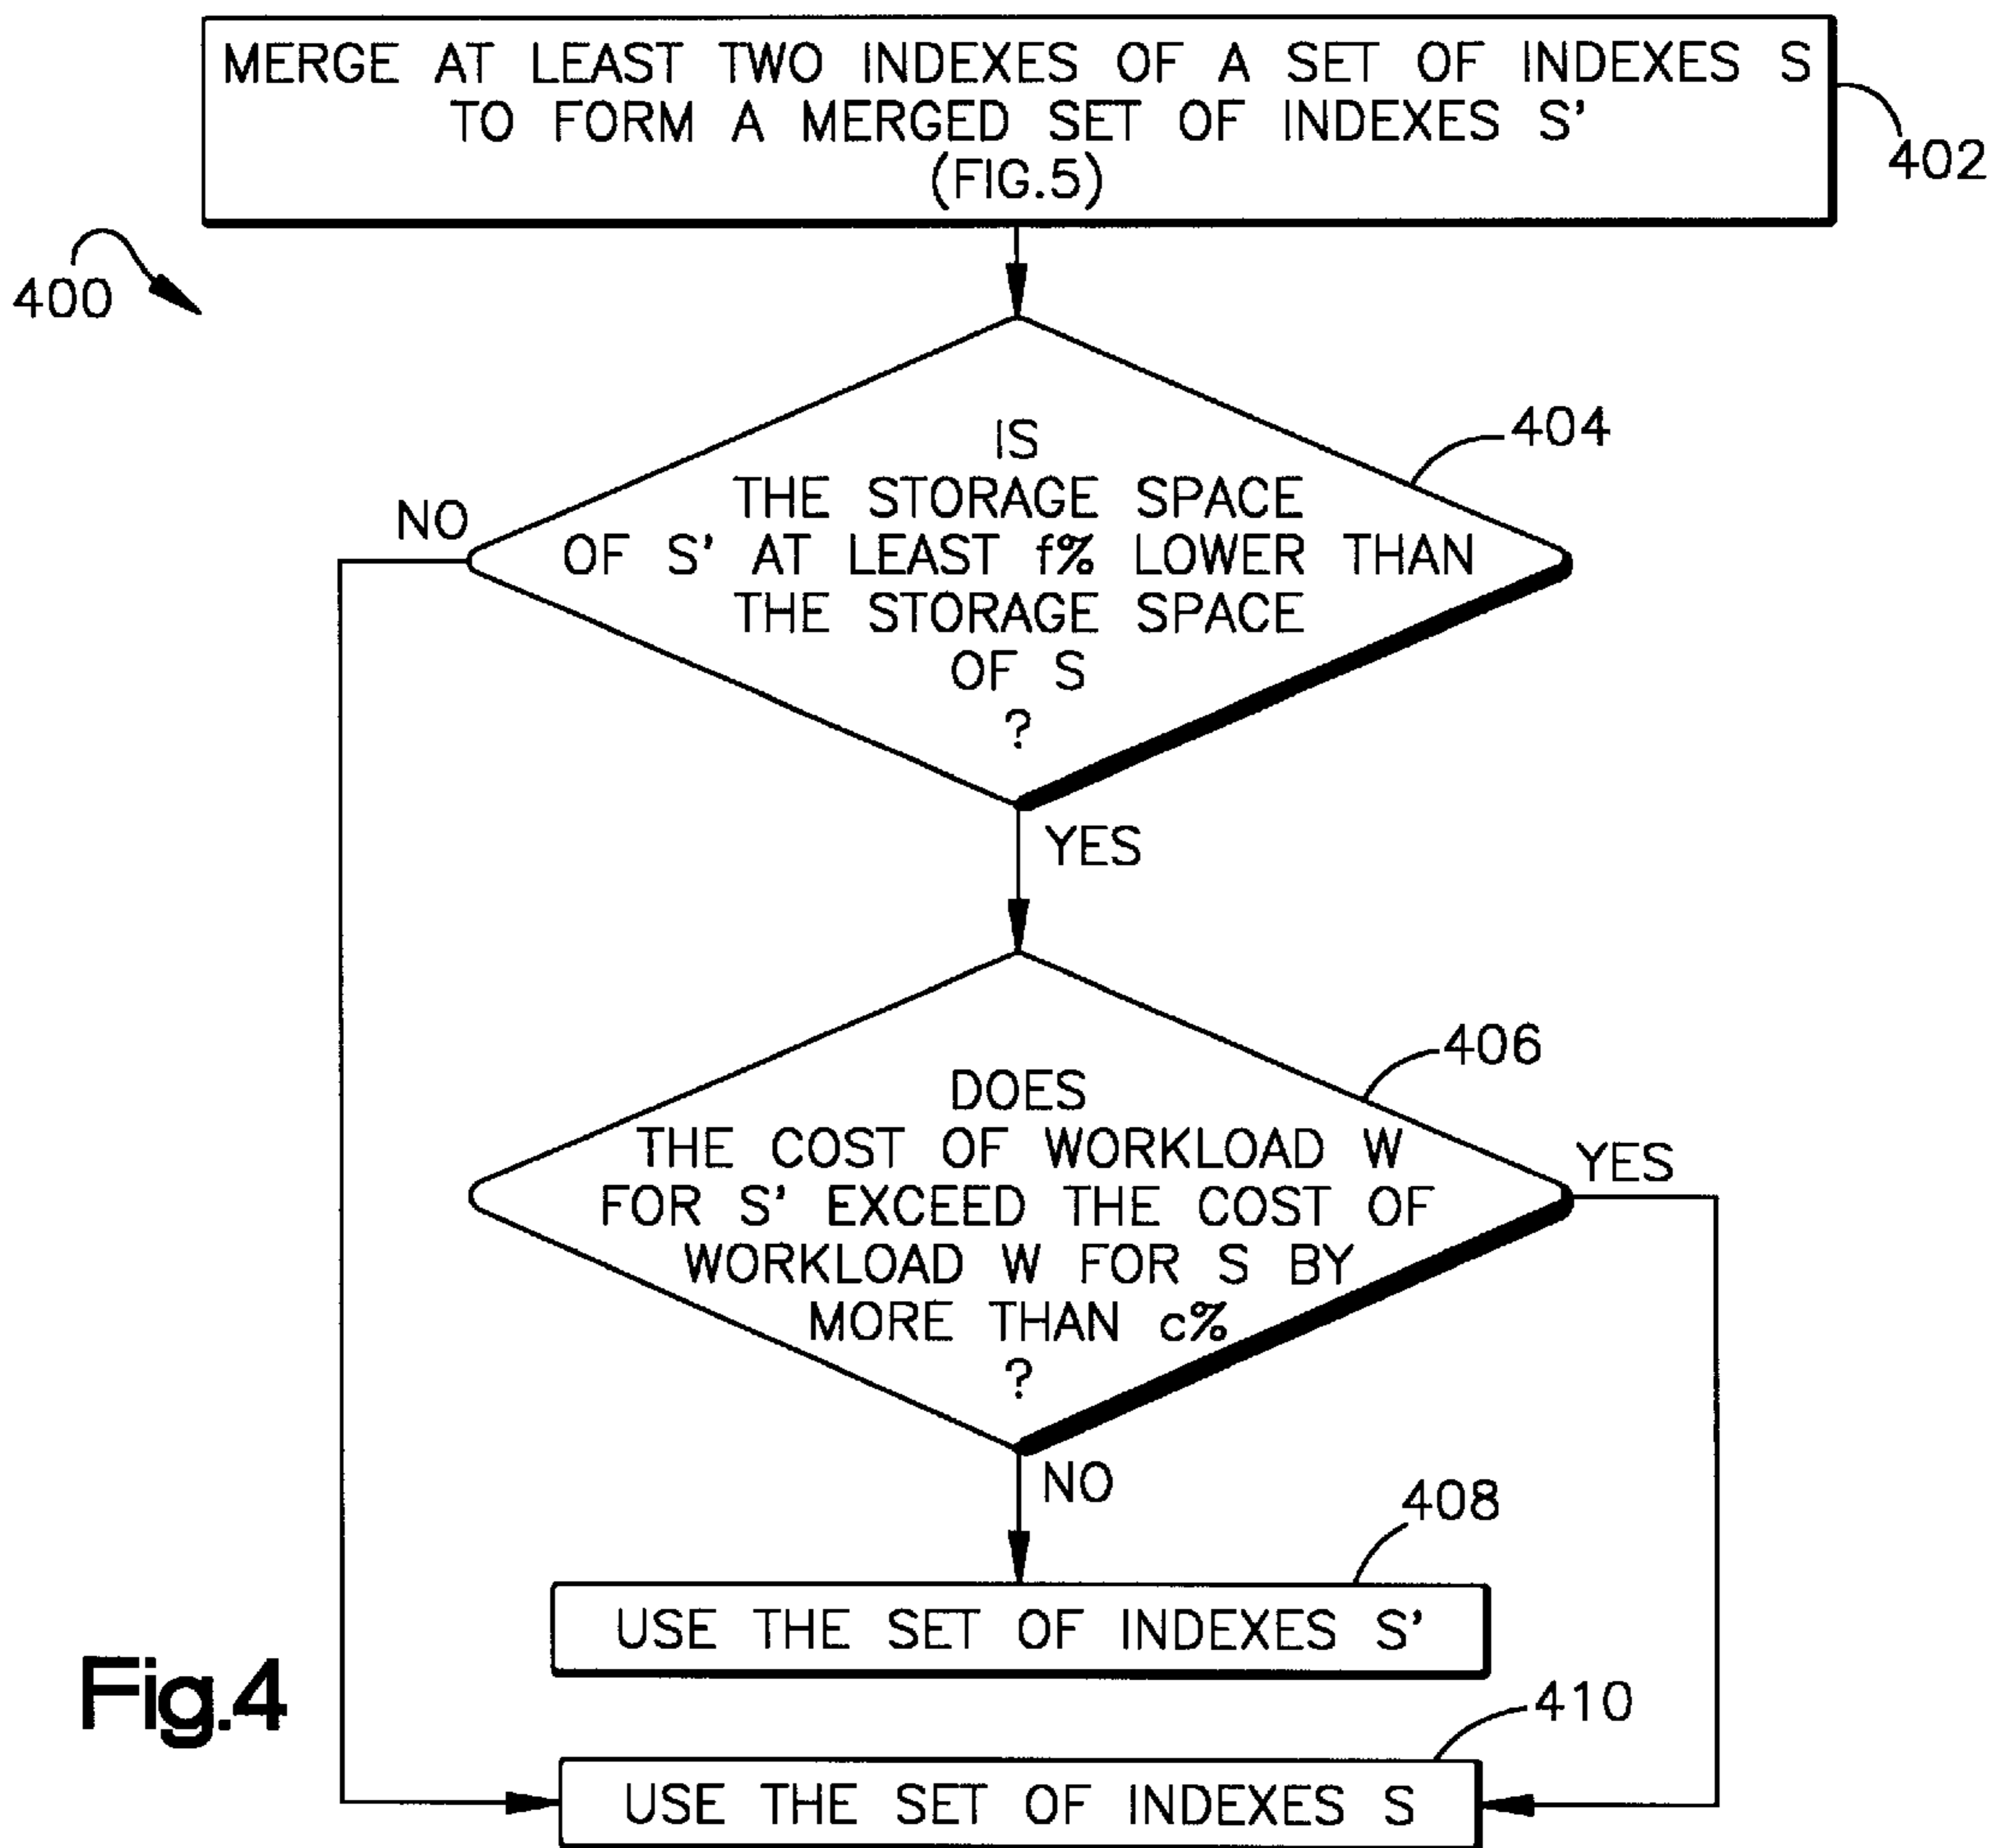 MERGE AT LEAST TWO INDEXES OF A SET OF INDEXES S
TO FORM A MERGED SET OF INDEXES S'
(FIG.5)
402
400
404
IS
THE STORAGE SPACE
OF S' AT LEAST f% LOWER THAN
THE STORAGE SPACE
OF S
?
NO
YES
406
DOES
THE COST OF WORKLOAD W
FOR S' EXCEED THE COST OF
WORKLOAD W FOR S BY
MORE THAN c%
?
YES
NO
408
USE THE SET OF INDEXES S'
410
USE THE SET OF INDEXES S
Fig.4